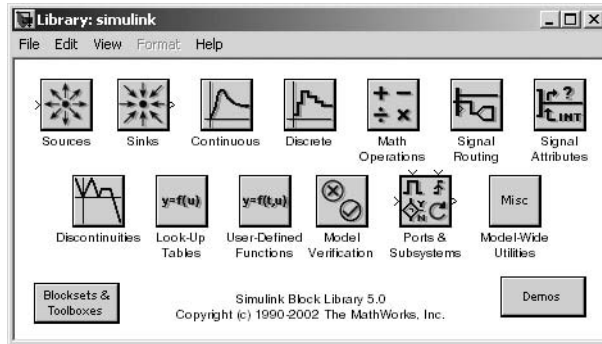 Library: simulink
File Edit View Format Help
Sources Sinks Continuous Discrete Math Operations Signal Routing Signal Attributes
+ −
÷ ×
?
INT
y=f(u) y=f(t,u) Y N Misc
Discontinuities Look-Up Tables User-Defined Functions Model Verification Ports & Subsystems Model-Wide Utilities
Blocksets & Toolboxes
Simulink Block Library 5.0
Copyright (c) 1990-2002 The MathWorks, Inc.
Demos